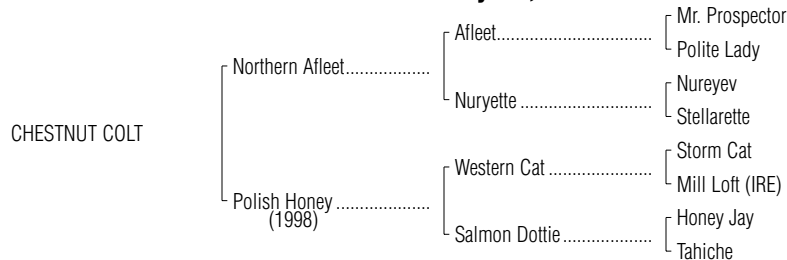 Mr. Prospector
Afleet
Polite Lady
Northern Afleet
Nureyev
Nuryette
Stellarette
CHESTNUT COLT
Storm Cat
Western Cat
Mill Loft (IRE)
Polish Honey
(1998)
Honey Jay
Salmon Dottie
Tahiche